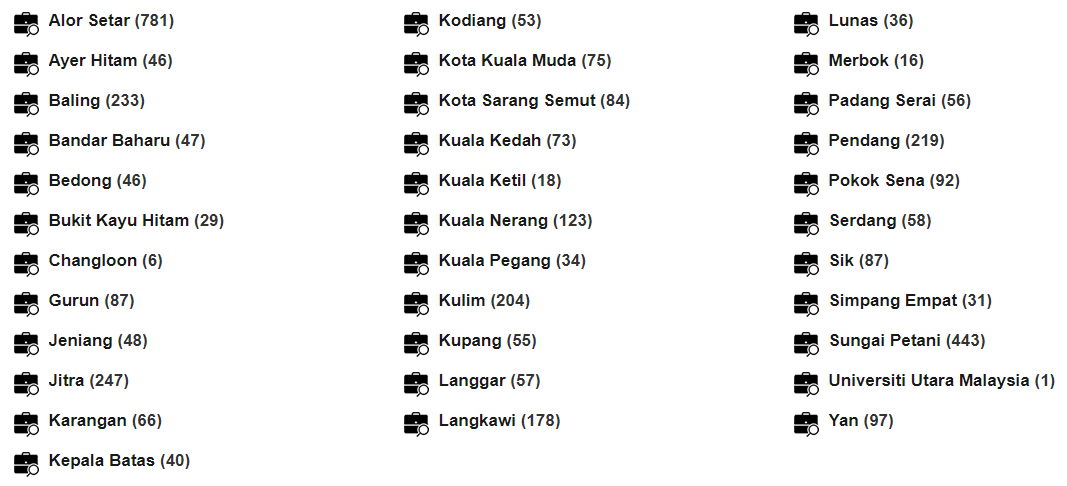 Alor Setar (781)
Ayer Hitam (46)
Baling (233)
Bandar Baharu (47)
Bedong (46)
Bukit Kayu Hitam (29)
Changloon (6)
Gurun (87)
Jeniang (48)
Jitra (247)
Karangan (66)
Kepala Batas (40)
Kodiang (53)
Kota Kuala Muda (75)
Kota Sarang Semut (84)
Kuala Kedah (73)
Kuala Ketil (18)
Kuala Nerang (123)
Kuala Pegang (34)
Kulim (204)
Kupang (55)
Langgar (57)
Langkawi (178)
Lunas (36)
Merbok (16)
Padang Serai (56)
Pendang (219)
Pokok Sena (92)
Serdang (58)
Sik (87)
Simpang Empat (31)
Sungai Petani (443)
Universiti Utara Malaysia (1)
Yan (97)